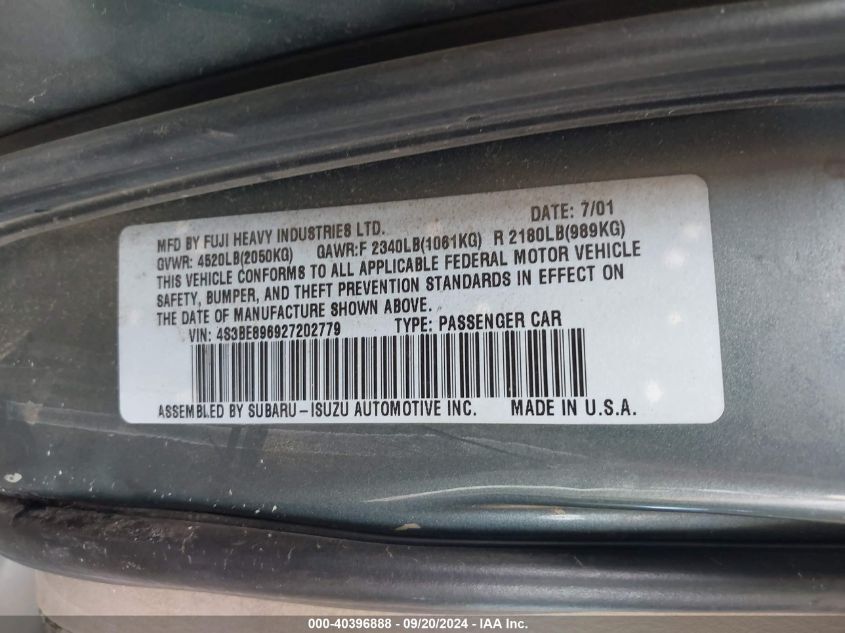 MFD BY FUJI HEAVY INDUSTRIES LTD. DATE: 7/01
GVWR: 4520LB(2050KG) GAWR:F 2340LB(1061KG) R 2180LB(989KG)
THIS VEHICLE CONFORMS TO ALL APPLICABLE FEDERAL MOTOR VEHICLE
SAFETY, BUMPER, AND THEFT PREVENTION STANDARDS IN EFFECT ON
THE DATE OF MANUFACTURE SHOWN ABOVE.
VIN: 4S3BE896927202779 TYPE: PASSENGER CAR
ASSEMBLED BY SUBARU-ISUZU AUTOMOTIVE INC. MADE IN U.S.A.
000-40396888 - 09/20/2024 - IAA Inc.